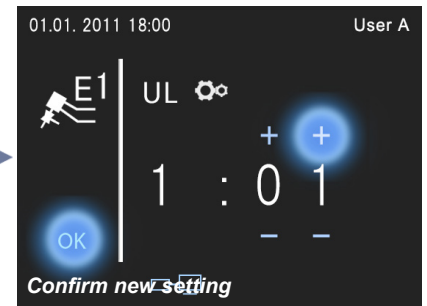 01.01. 2011 18:00 User A
E1 UL
+ +
1 : 0 1
OK
- -
Confirm new setting